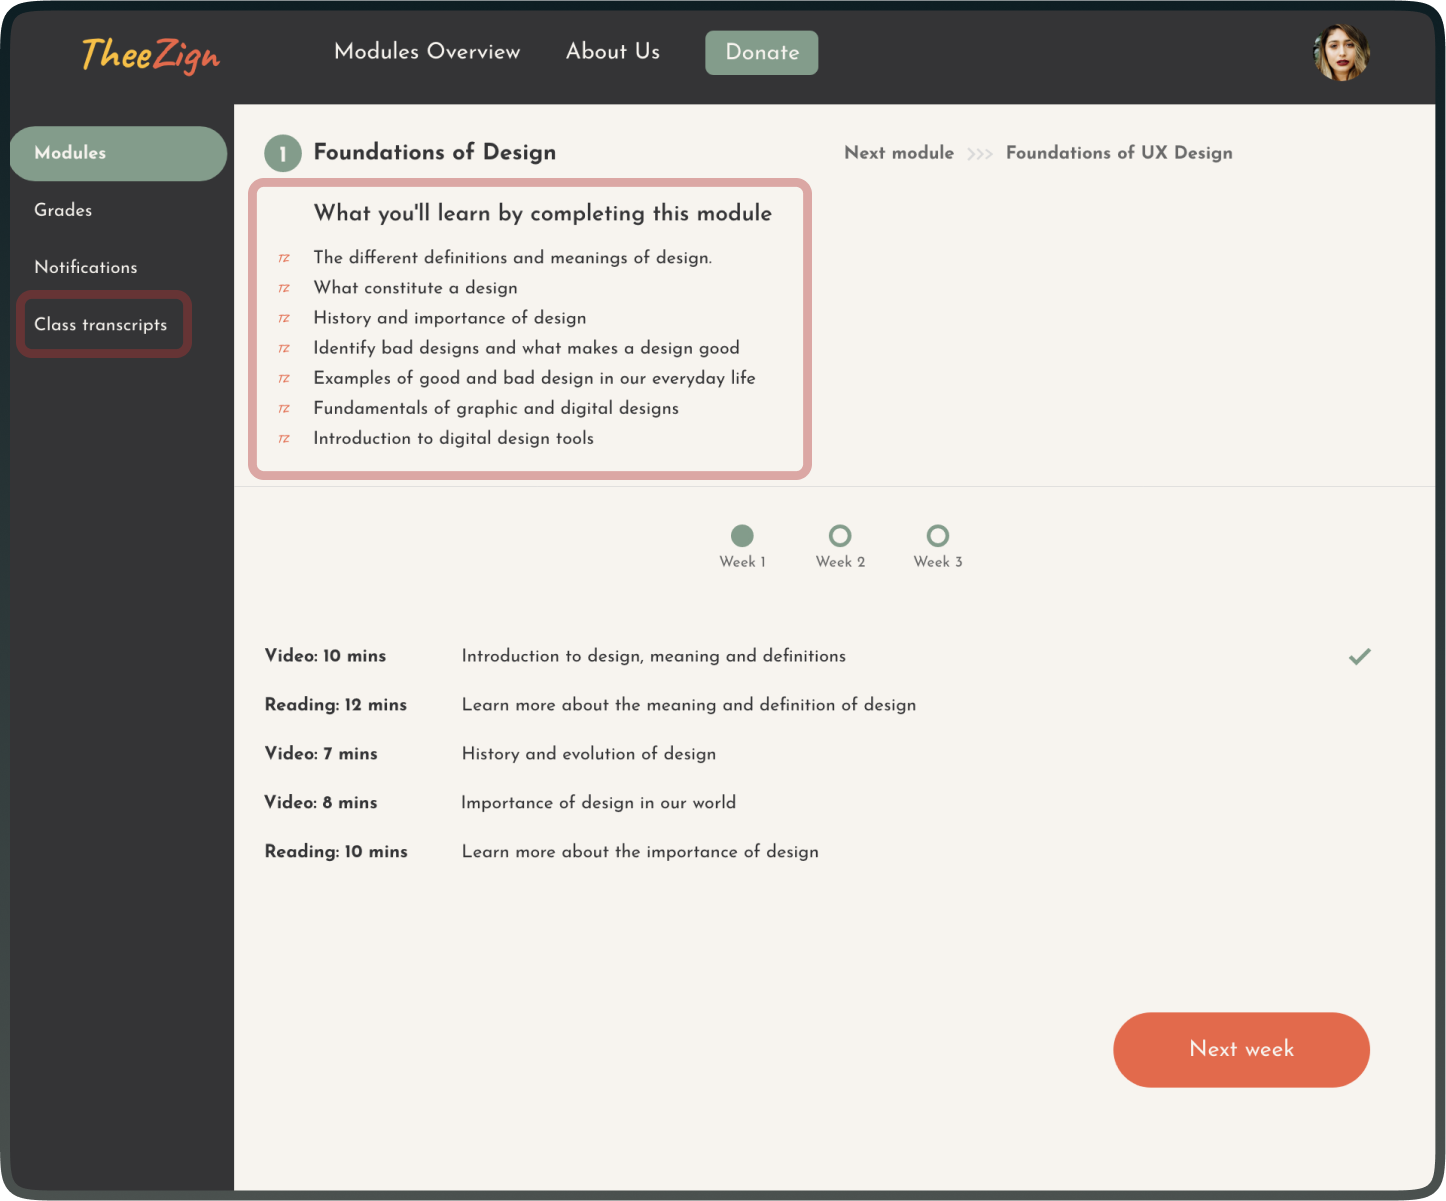 TheeZign
Modules Overview
About Us
Donate
Modules
Grades
Notifications
Class transcripts
1 Foundations of Design
Next module >>> Foundations of UX Design
What you'll learn by completing this module
TZ The different definitions and meanings of design.
TZ What constitute a design
TZ History and importance of design
TZ Identify bad designs and what makes a design good
TZ Examples of good and bad design in our everyday life
TZ Fundamentals of graphic and digital designs
TZ Introduction to digital design tools
Week 1
Week 2
Week 3
Video: 10 mins Introduction to design, meaning and definitions
Reading: 12 mins Learn more about the meaning and definition of design
Video: 7 mins History and evolution of design
Video: 8 mins Importance of design in our world
Reading: 10 mins Learn more about the importance of design
Next week